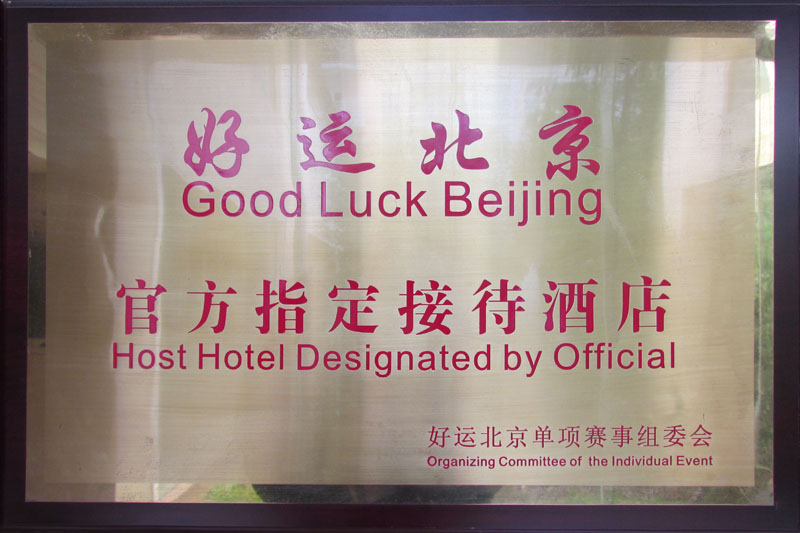 好运北京
Good Luck Beijing
官方指定接待酒店
Host Hotel Designated by Official
好运北京单项赛事组委会
Organizing Committee of the Individual Event